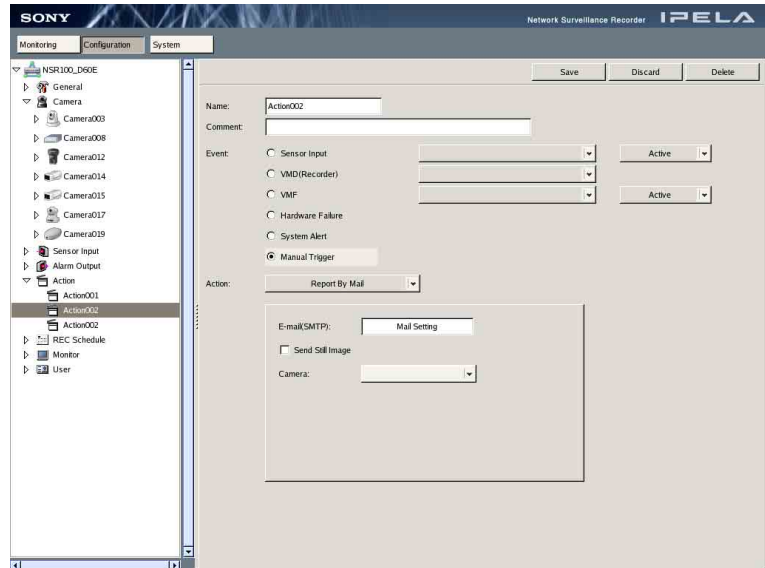 SONY
Network Surveillance Recorder IPELA
Monitoring Configuration System
NSR100_D60E
General
Camera
Camera003
Camera008
Camera012
Camera014
Camera015
Camera017
Camera019
Sensor Input
Alarm Output
Action
Action001
Action002
Action002
REC Schedule
Monitor
User
Save Discard Delete
Name: Action002
Comment:
Event: Sensor Input Active
VMD(Recorder)
VMF Active
Hardware Failure
System Alert
Manual Trigger
Action: Report By Mail
E-mail(SMTP): Mail Setting
Send Still Image
Camera: